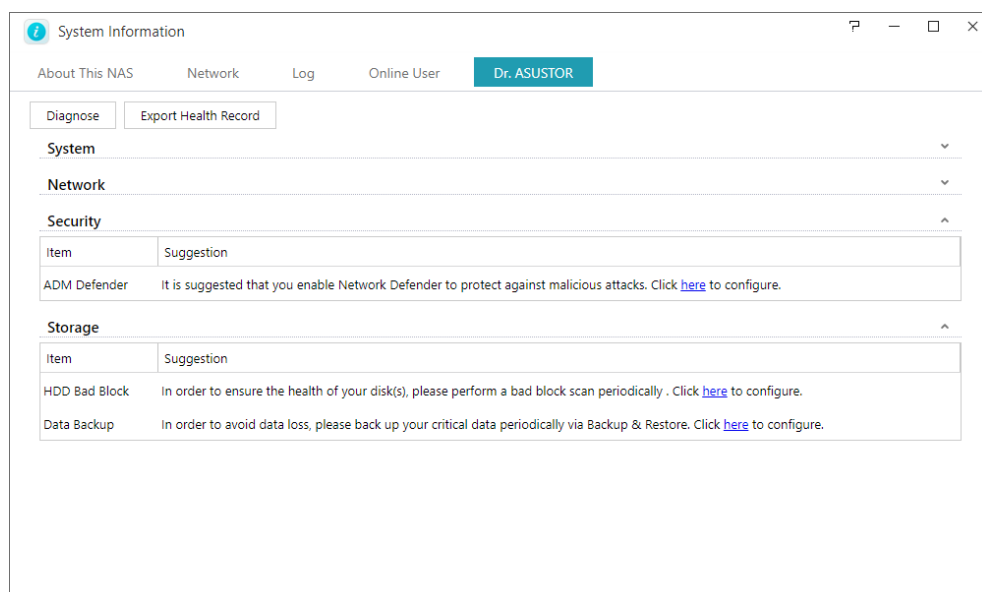 System Information
About This NAS Network Log Online User Dr. ASUSTOR
Diagnose Export Health Record
System
Network
Security
Item Suggestion
ADM Defender It is suggested that you enable Network Defender to protect against malicious attacks. Click here to configure.
Storage
Item Suggestion
HDD Bad Block In order to ensure the health of your disk(s), please perform a bad block scan periodically . Click here to configure.
Data Backup In order to avoid data loss, please back up your critical data periodically via Backup & Restore. Click here to configure.